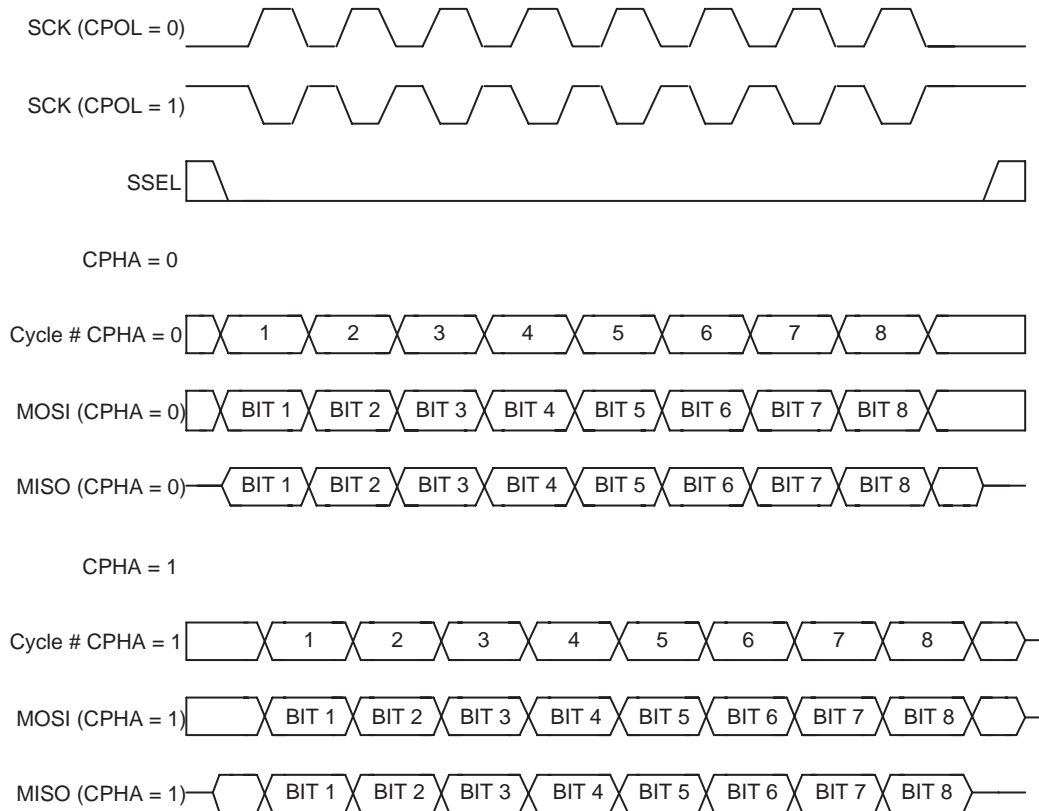 SCK (CPOL = 0)
SCK (CPOL = 1)
SSEL
CPHA = 0
Cycle # CPHA = 0 1 2 3 4 5 6 7 8
MOSI (CPHA = 0) BIT 1 BIT 2 BIT 3 BIT 4 BIT 5 BIT 6 BIT 7 BIT 8
MISO (CPHA = 0) BIT 1 BIT 2 BIT 3 BIT 4 BIT 5 BIT 6 BIT 7 BIT 8
CPHA = 1
Cycle # CPHA = 1 1 2 3 4 5 6 7 8
MOSI (CPHA = 1) BIT 1 BIT 2 BIT 3 BIT 4 BIT 5 BIT 6 BIT 7 BIT 8
MISO (CPHA = 1) BIT 1 BIT 2 BIT 3 BIT 4 BIT 5 BIT 6 BIT 7 BIT 8